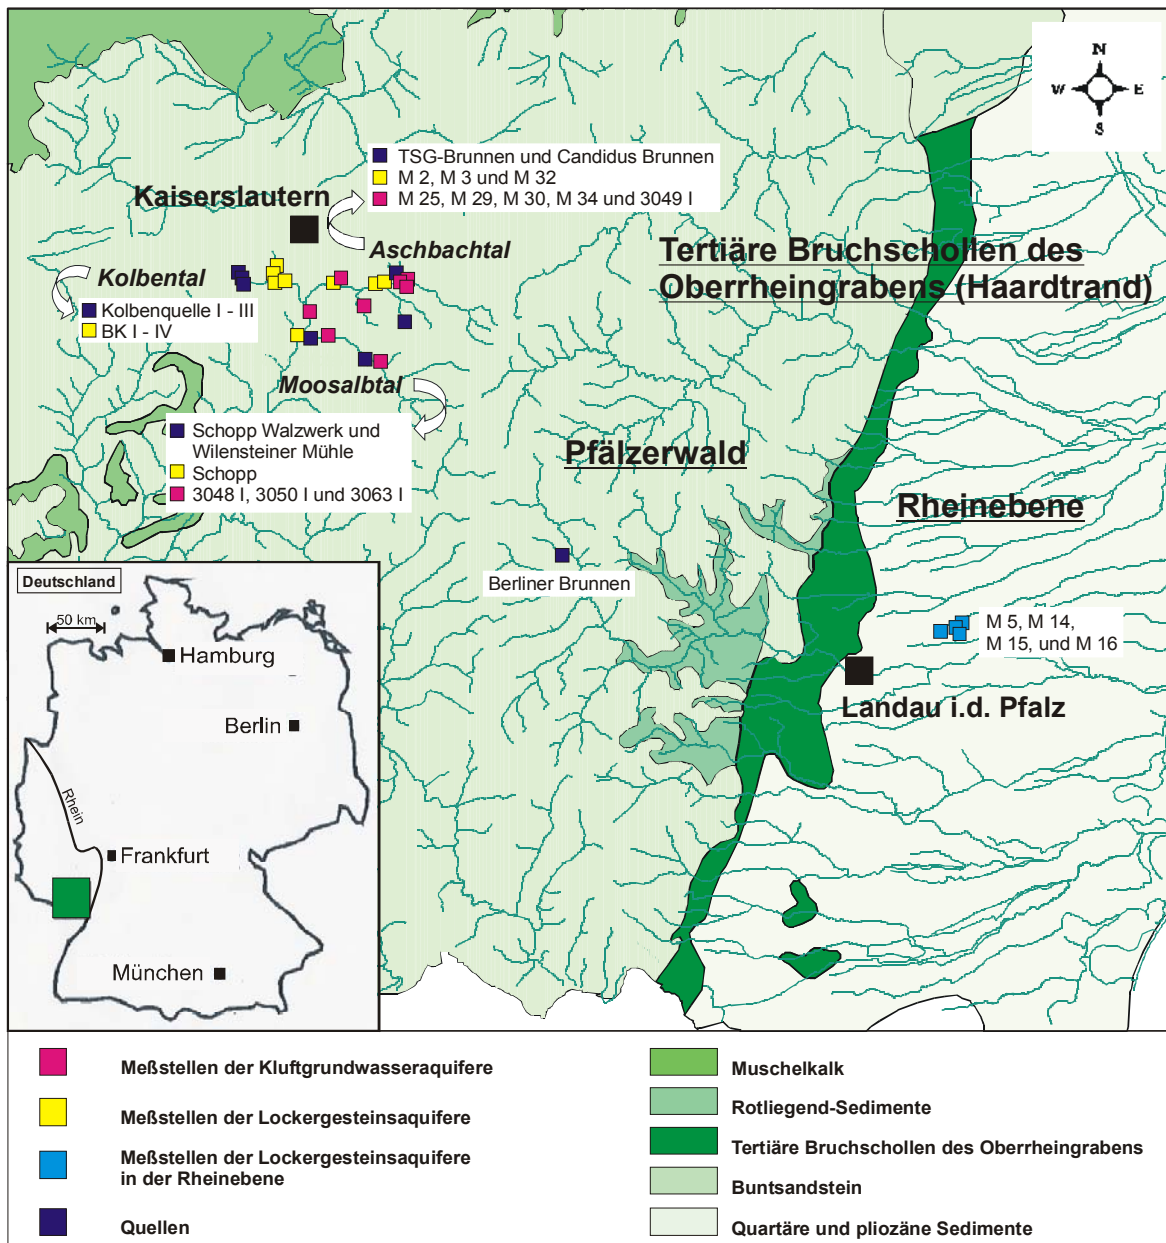 N
W E
S
TSG-Brunnen und Candidus Brunnen
M 2, M 3 und M 32
M 25, M 29, M 30, M 34 und 3049 I
Kaiserslautern
Aschbachtal
Kolbental
Kolbenquelle I - III
BK I - IV
Tertiäre Bruchschollen des
Oberrheingrabens (Haardtrand)
Moosalbtal
Schopp Walzwerk und
Wilensteiner Mühle
Schopp
3048 I, 3050 I und 3063 I
Pfälzerwald
Rheinebene
Berliner Brunnen
M 5, M 14,
M 15, und M 16
Landau i.d. Pfalz
Deutschland
50 km
Hamburg
Berlin
Rhein
Frankfurt
München
Meßstellen der Kluftgrundwasseraquifere
Meßstellen der Lockergesteinsaquifere
Meßstellen der Lockergesteinsaquifere
in der Rheinebene
Quellen
Muschelkalk
Rotliegend-Sedimente
Tertiäre Bruchschollen des Oberrheingrabens
Buntsandstein
Quartäre und pliozäne Sedimente